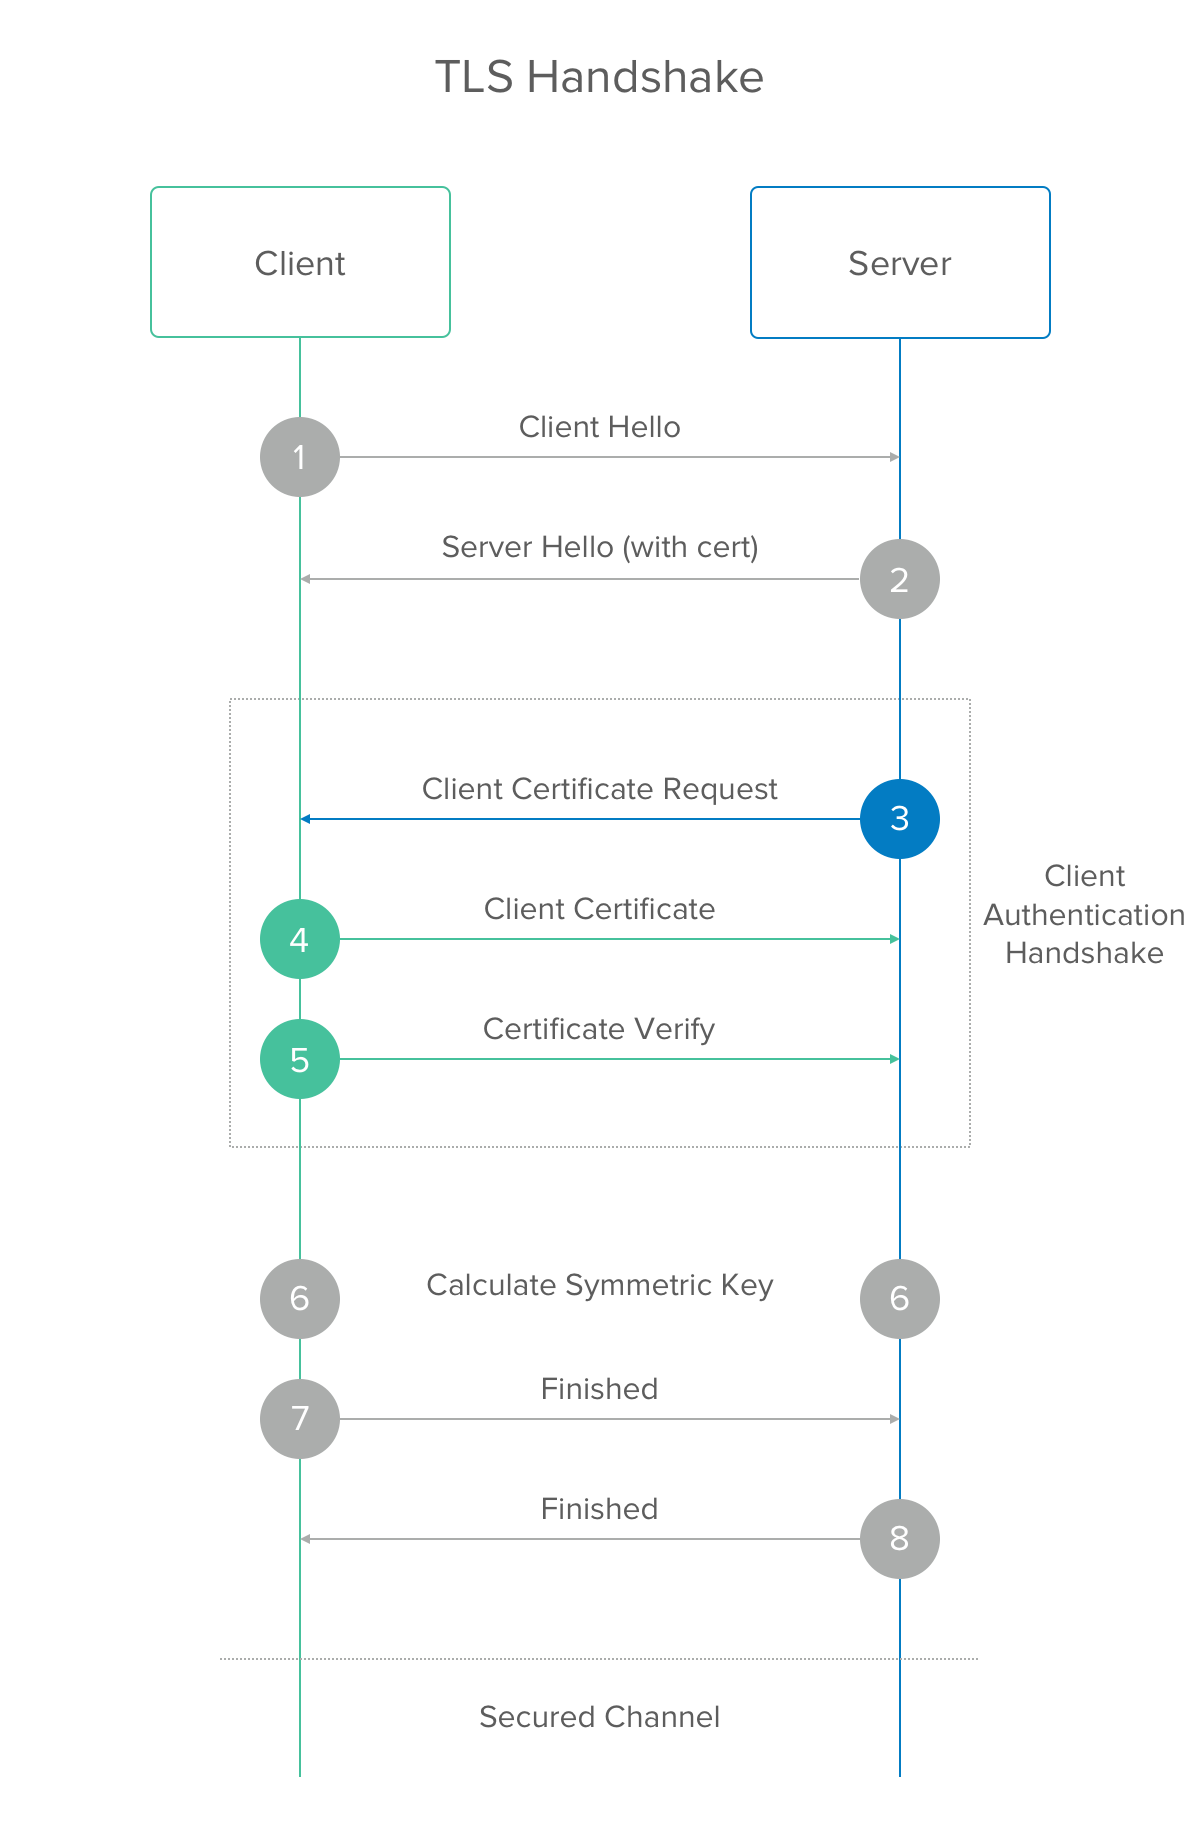 TLS Handshake
Client
Server
1
Client Hello
Server Hello (with cert)
2
Client Certificate Request
3
4
Client Certificate
5
Certificate Verify
Client
Authentication
Handshake
6
Calculate Symmetric Key
6
7
Finished
Finished
8
Secured Channel